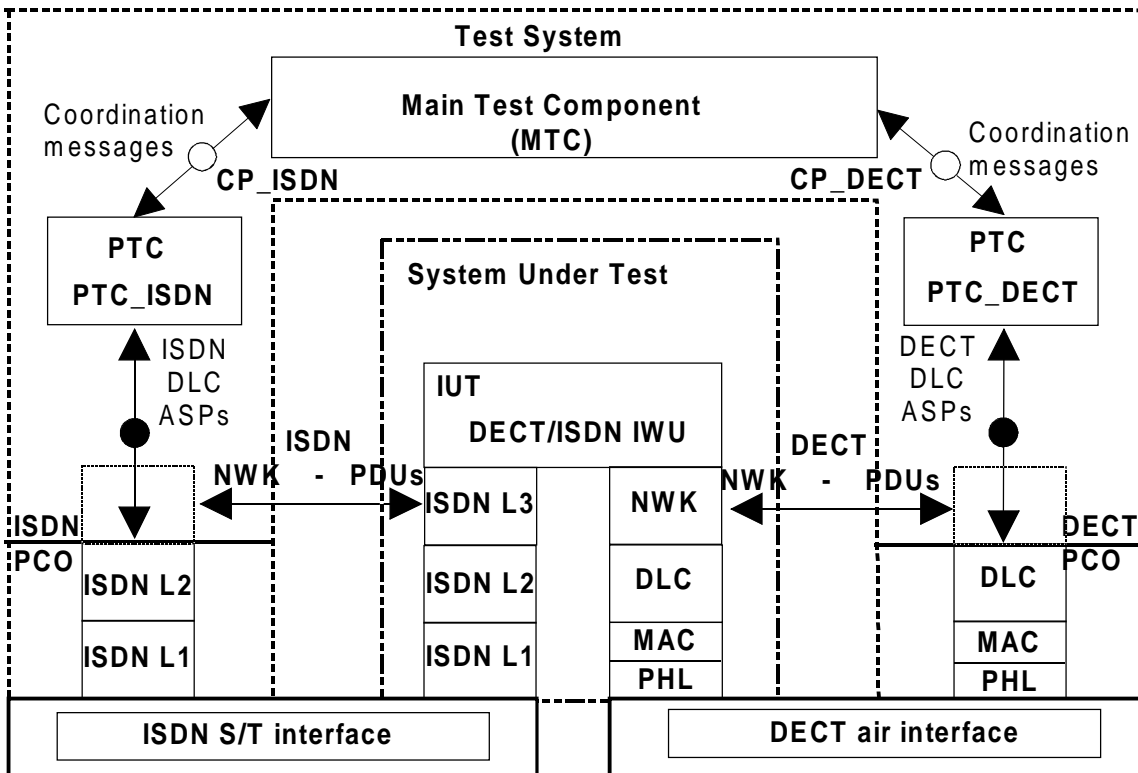 Test System
Main Test Component
(MTC)
Coordination
messages
CP_ISDN
Coordination
messages
CP_DECT
PTC
PTC_ISDN
PTC
PTC_DECT
System Under Test
ISDN
DLC
ASPs
DECT
DLC
ASPs
IUT
DECT/ISDN IWU
ISDN
NWK - PDUs
DECT
NWK - PDUs
ISDN
PCO
ISDN L2
ISDN L1
ISDN L3
ISDN L2
ISDN L1
NWK
DLC
MAC
PHL
DECT
PCO
DLC
MAC
PHL
ISDN S/T interface
DECT air interface